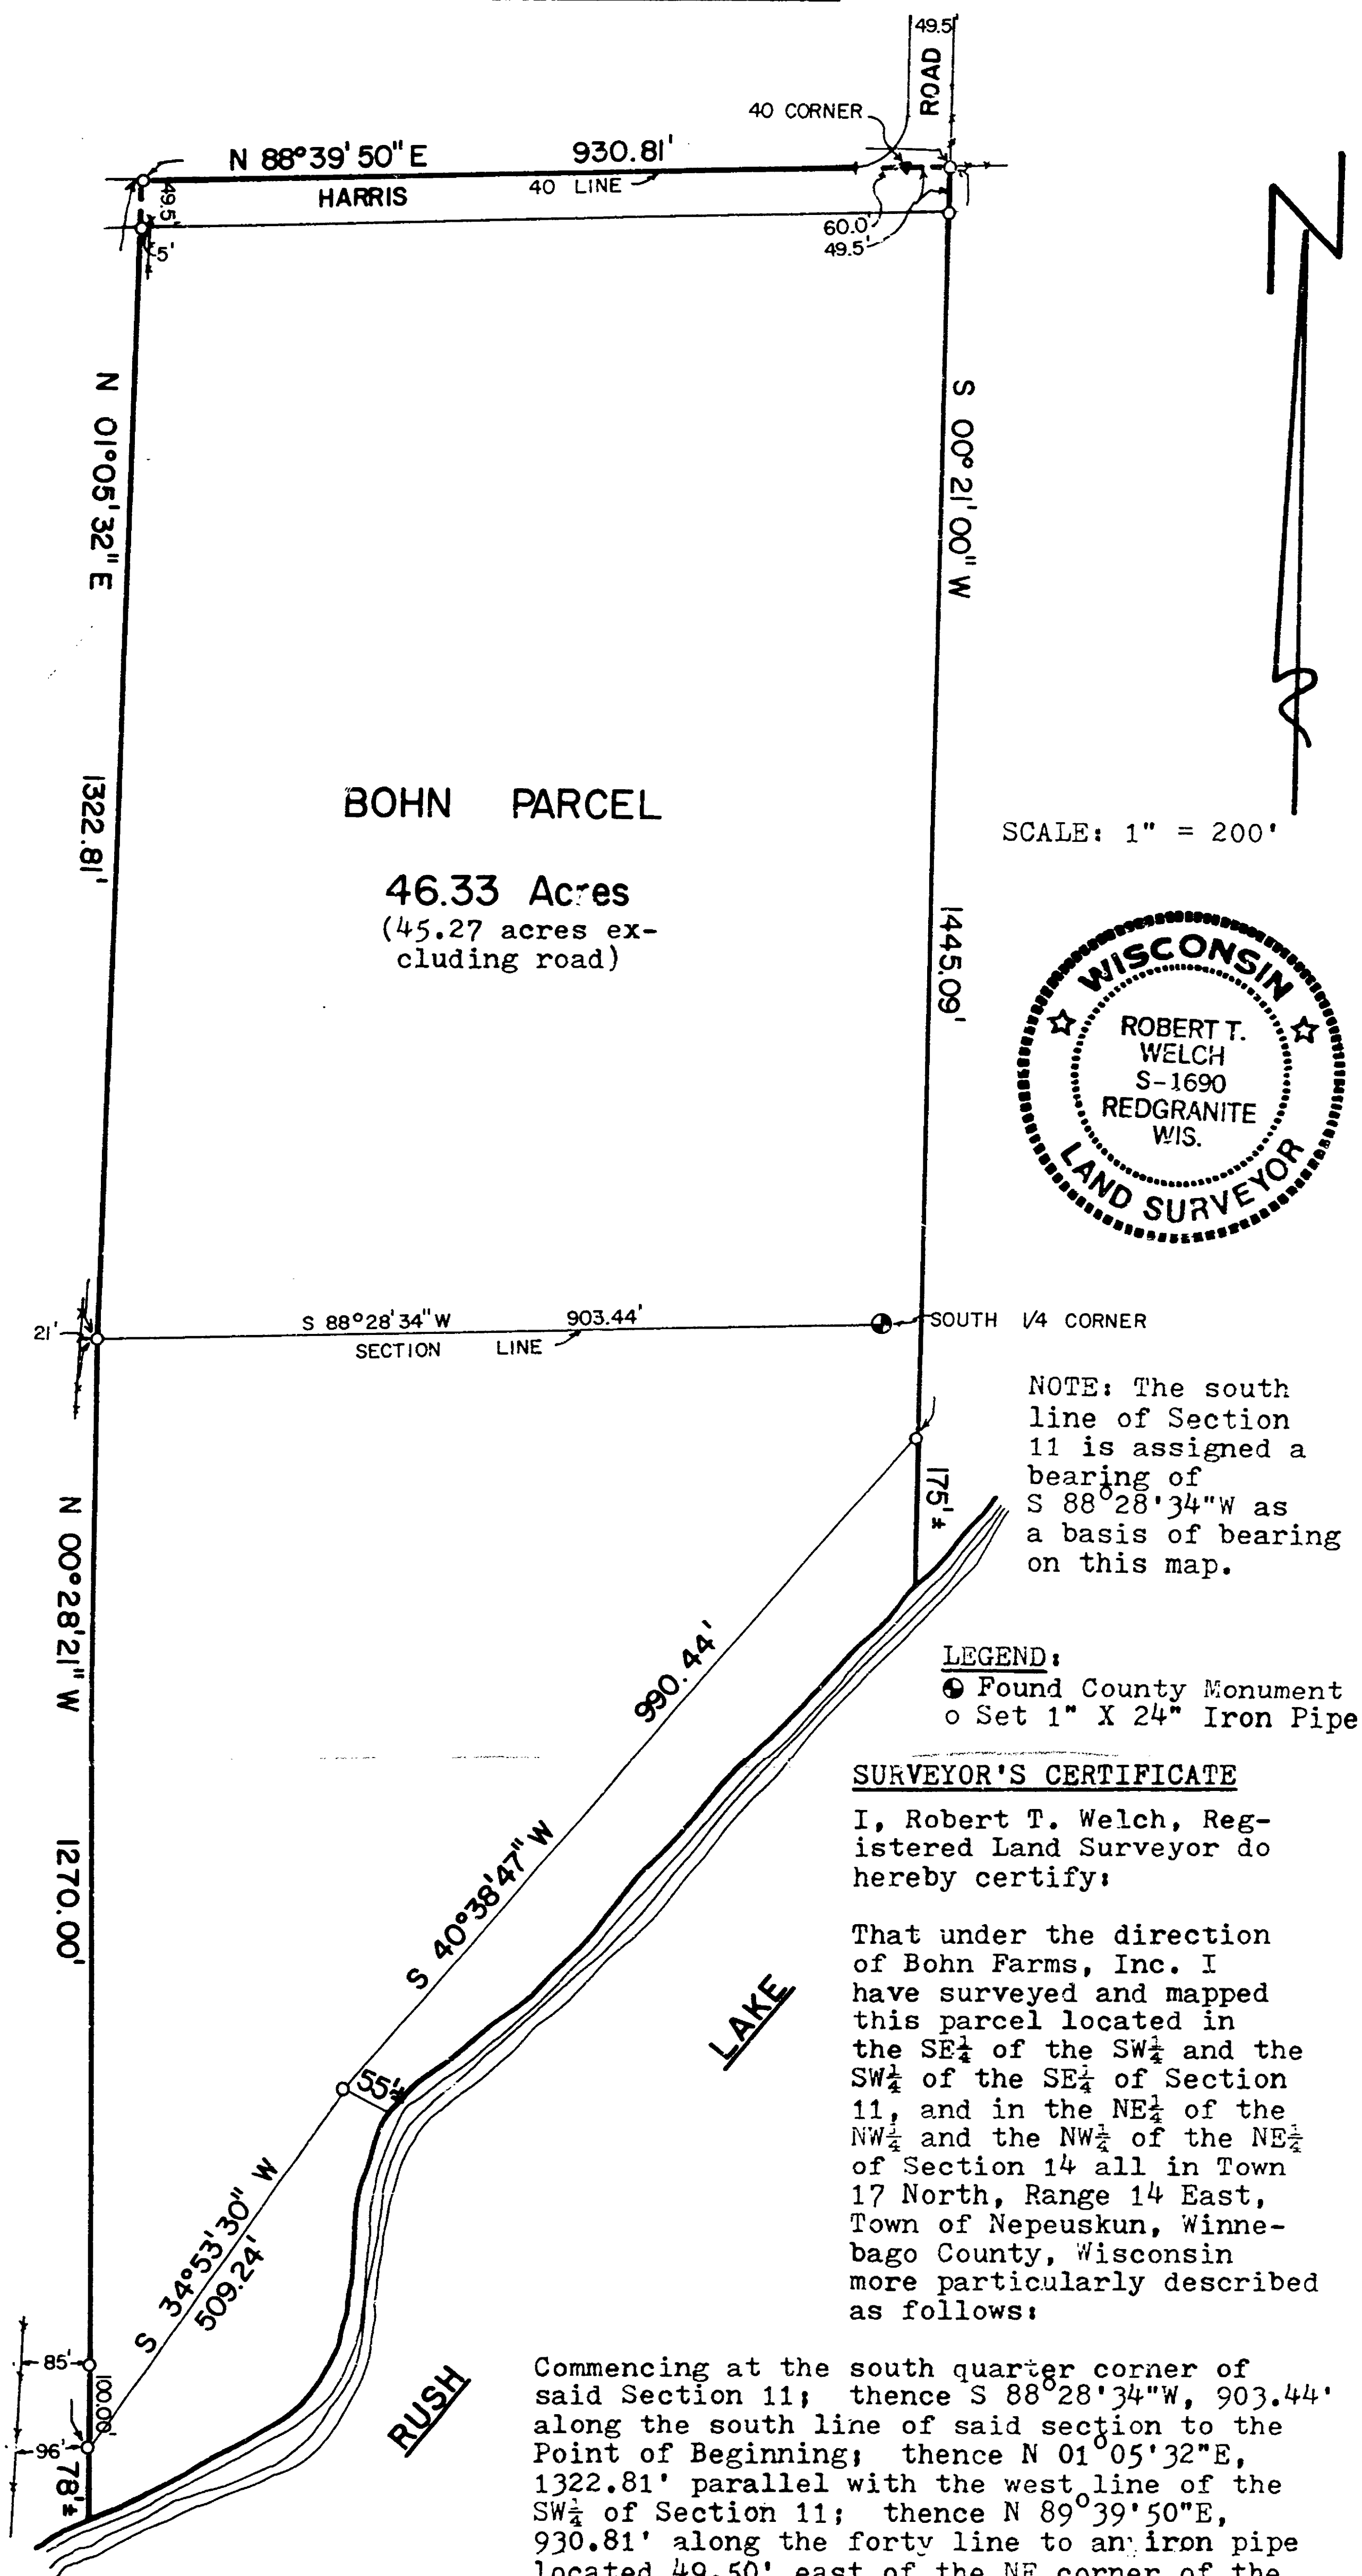 49.5'
ROAD
40 CORNER
N 88°39'50" E 930.81'
HARRIS 40 LINE
49.5'
5'
60.0'
49.5'
N 01°05'32" E 1322.81'
S 00°21'00" W 1445.09'
BOHN PARCEL
46.33 Acres
(45.27 acres ex-
cluding road)
SCALE: 1" = 200'
WISCONSIN
ROBERT T.
WELCH
S-1690
REDGRANITE
WIS.
LAND SURVEYOR
21'
S 88°28'34" W 903.44'
SECTION LINE
SOUTH 1/4 CORNER
NOTE: The south
line of Section
11 is assigned a
bearing of
S 88°28'34"W as
a basis of bearing
on this map.
175'±
N 00°28'21" W 1270.00'
990.44'
S 40°38'47" W
LEGEND:
Found County Monument
Set 1" X 24" Iron Pipe
55'±
S 34°53'30" W
509.24'
85'
100.00'
96'
78'±
RUSH LAKE
SURVEYOR'S CERTIFICATE
I, Robert T. Welch, Reg-
istered Land Surveyor do
hereby certify:
That under the direction
of Bohn Farms, Inc. I
have surveyed and mapped
this parcel located in
the SE¼ of the SW¼ and the
SW¼ of the SE¼ of Section
11, and in the NE¼ of the
NW¼ and the NW¼ of the NE¼
of Section 14 all in Town
17 North, Range 14 East,
Town of Nepeuskun, Winne-
bago County, Wisconsin
more particularly described
as follows:
Commencing at the south quarter corner of
said Section 11; thence S 88°28'34"W, 903.44'
along the south line of said section to the
Point of Beginning; thence N 01°05'32"E,
1322.81' parallel with the west line of the
SW¼ of Section 11; thence N 89°39'50"E,
930.81' along the forty line to an iron pipe
located 49.50' east of the NE corner of the